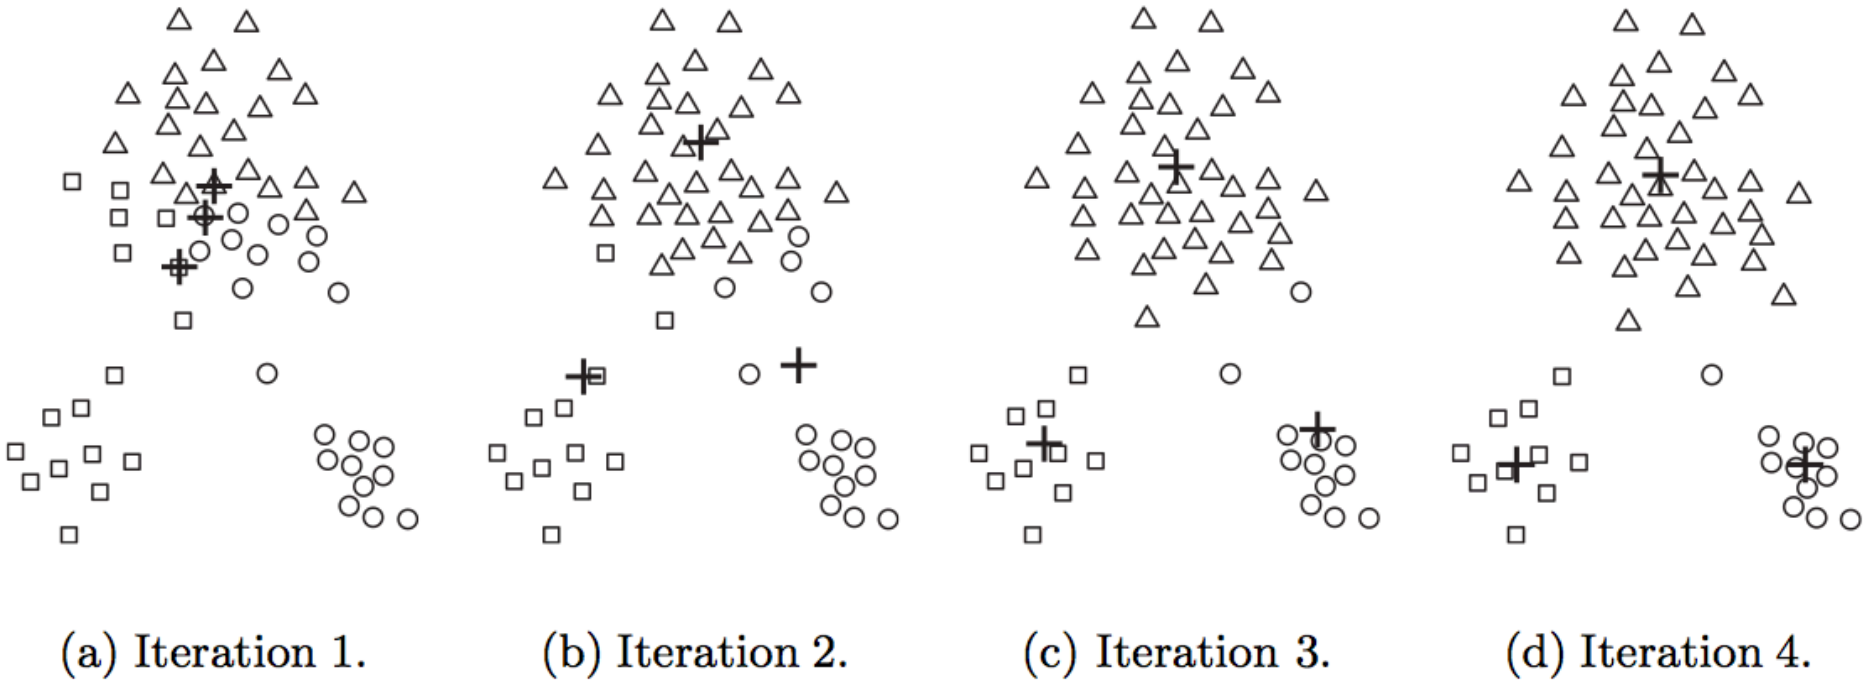 (a) Iteration 1.
(b) Iteration 2.
(c) Iteration 3.
(d) Iteration 4.